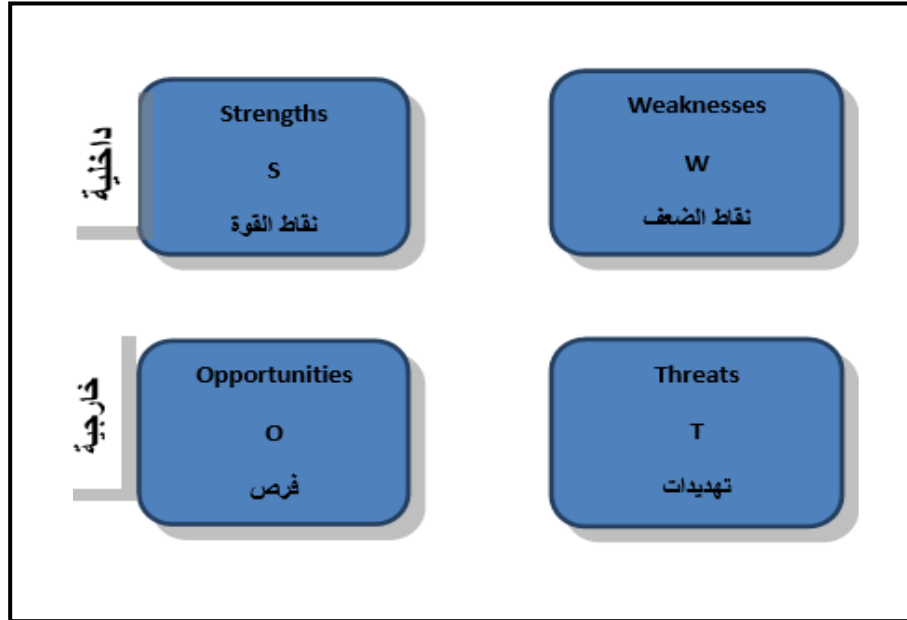 داخلية
Strengths
S
نقاط القوة
Weaknesses
W
نقاط الضعف
خارجية
Opportunities
O
فرص
Threats
T
تهديدات